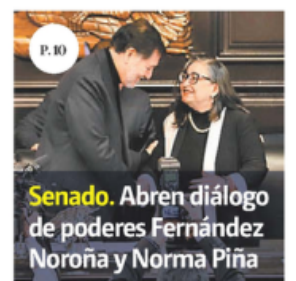 P. 10
Senado. Abren diálogo
de poderes Fernández
Noroña y Norma Piña